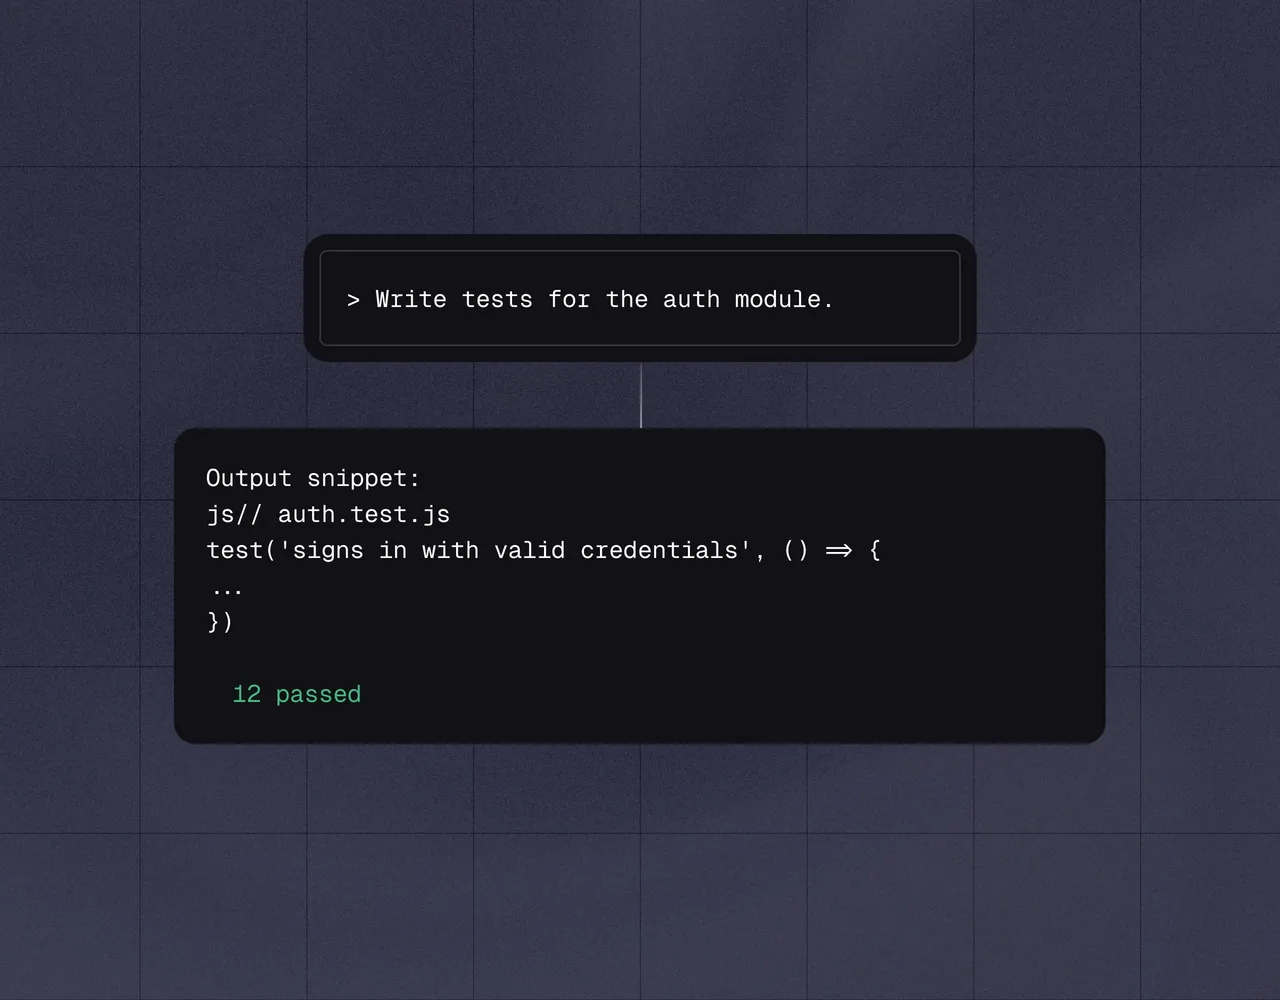 > Write tests for the auth module.
Output snippet:
js// auth.test.js
test('signs in with valid credentials', () => {
...
})
12 passed